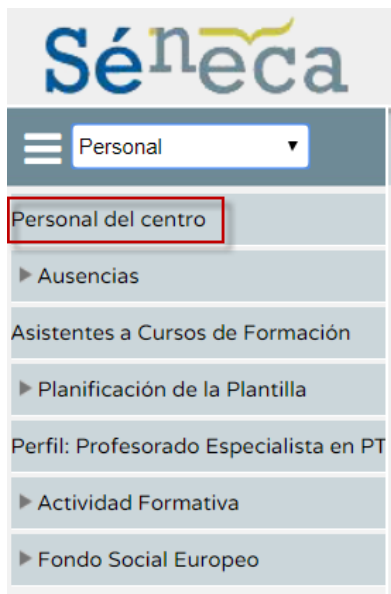 Séneca
Personal
Personal del centro
Ausencias
Asistentes a Cursos de Formación
Planificación de la Plantilla
Perfil: Profesorado Especialista en PT
Actividad Formativa
Fondo Social Europeo